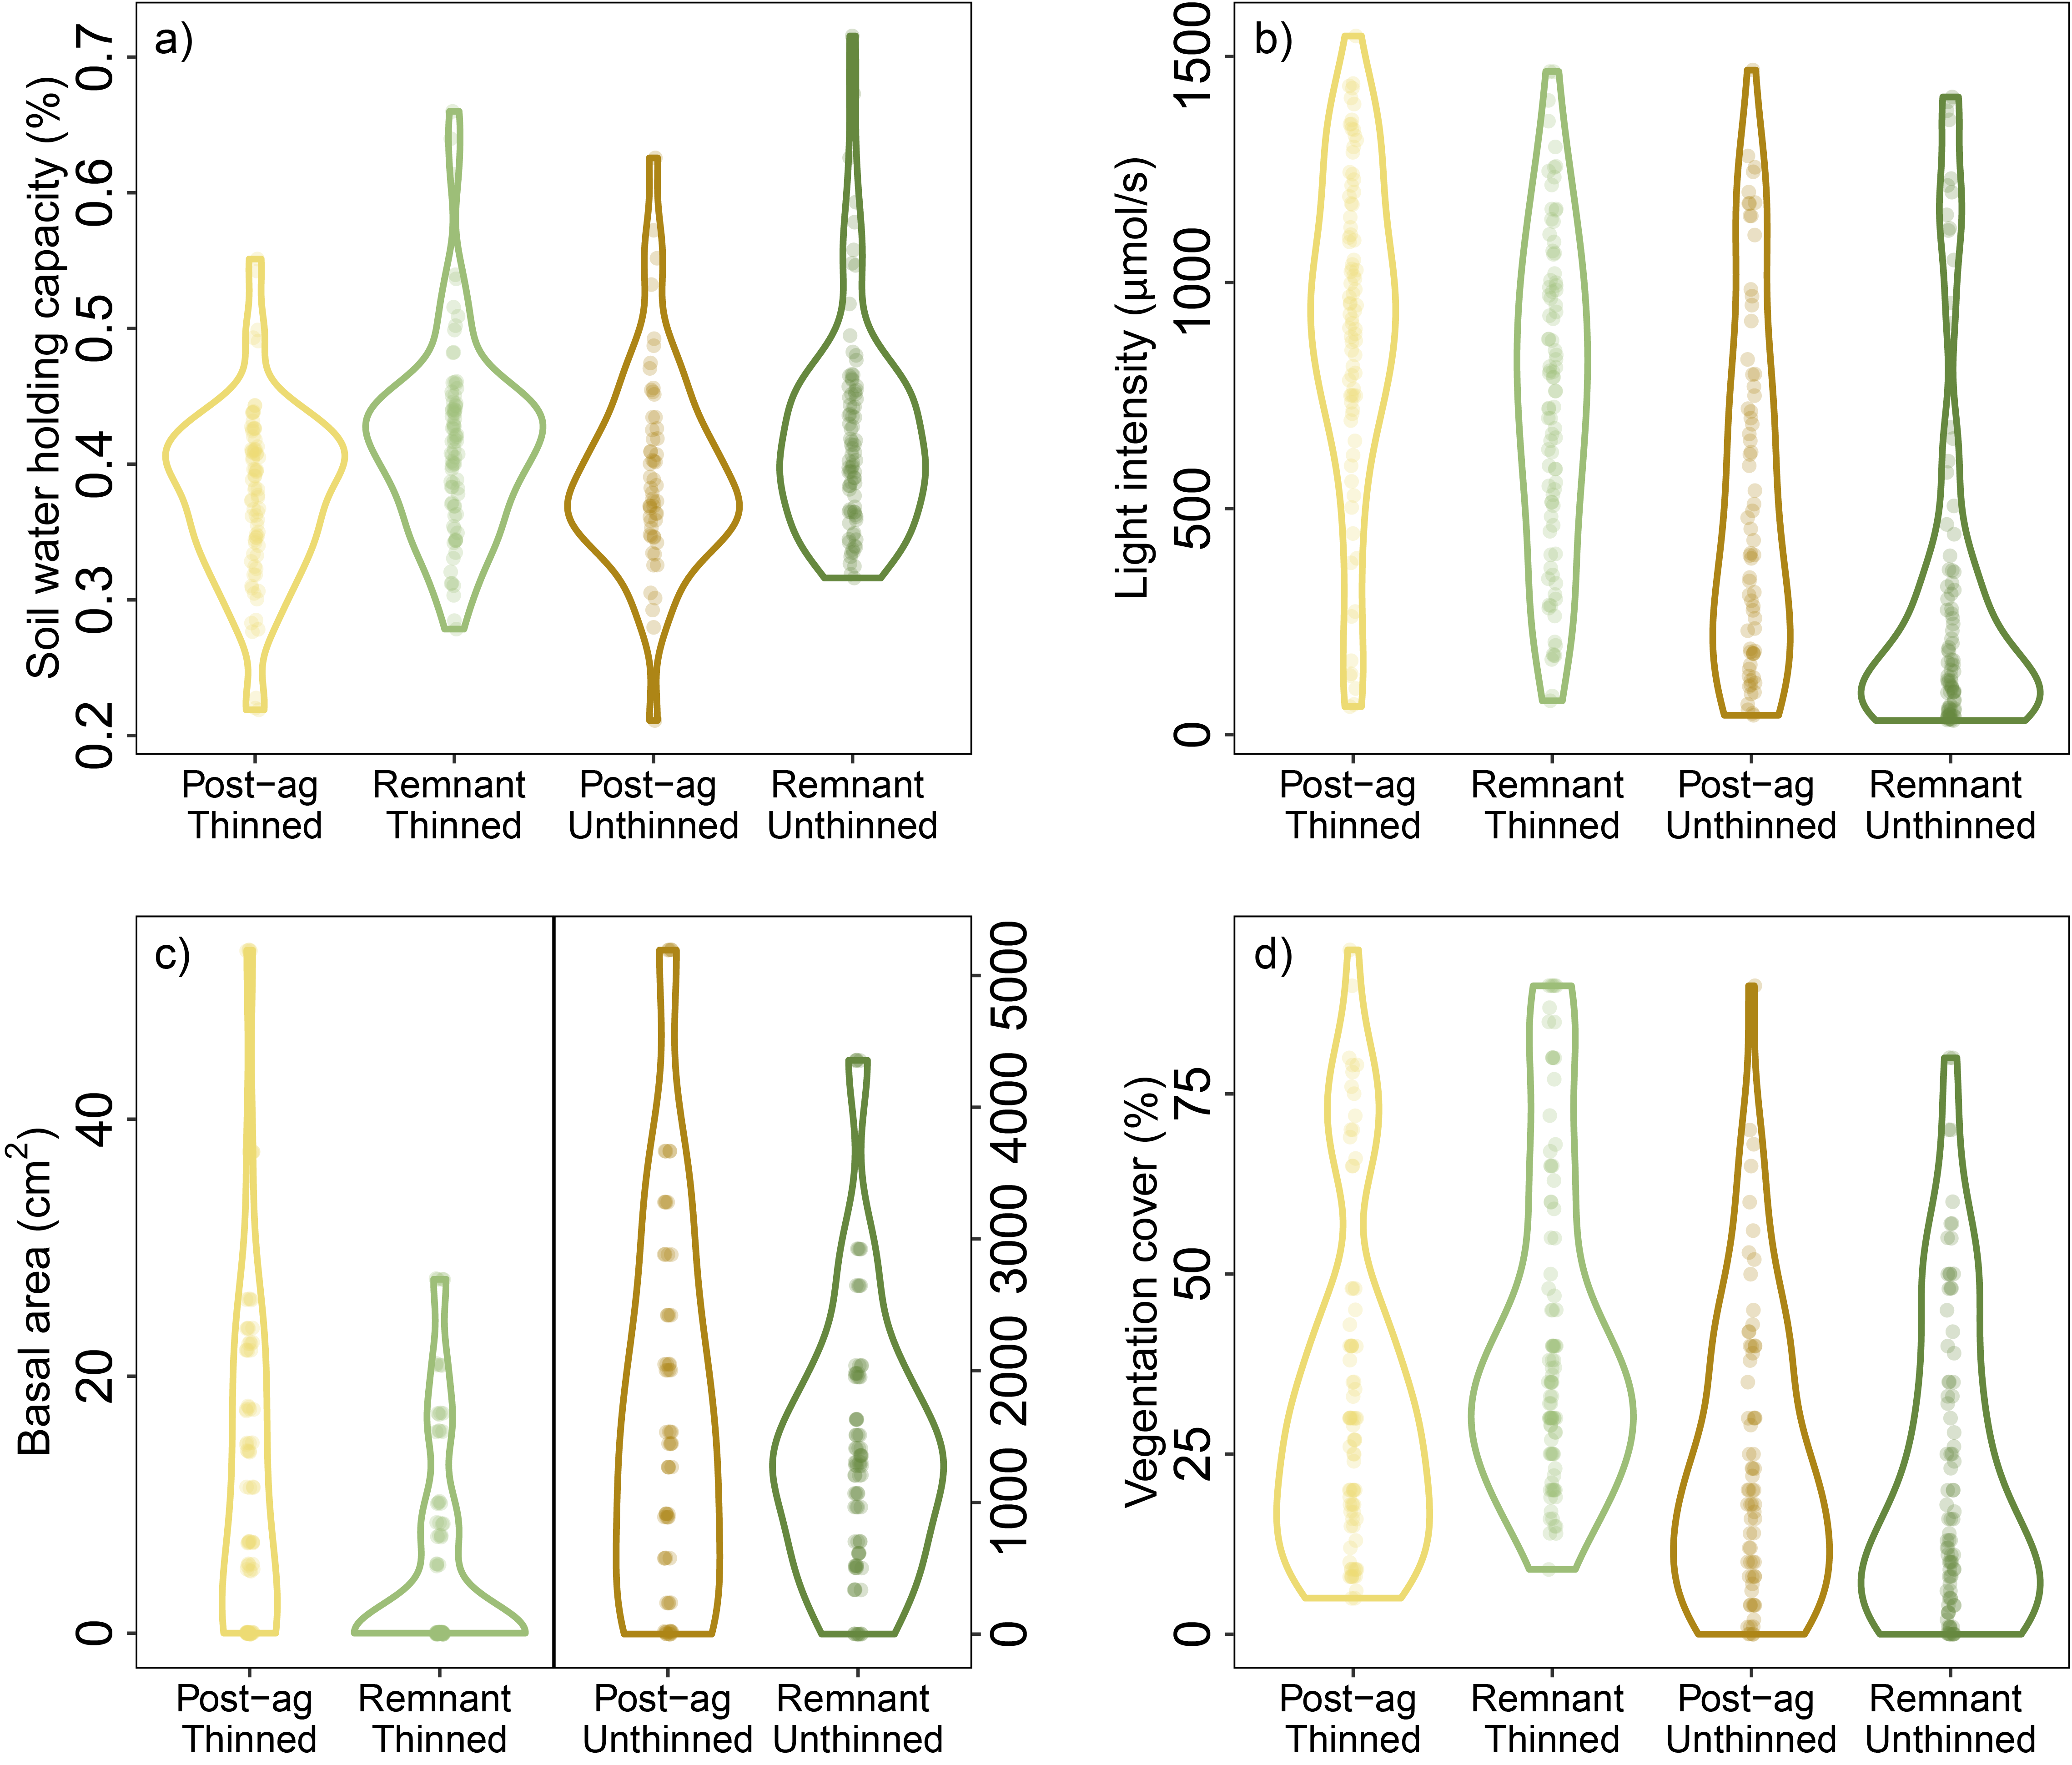 a)
Soil water holding capacity (%)
0.7
0.6
0.5
0.4
0.3
0.2
Post−ag Thinned
Remnant Thinned
Post−ag Unthinned
Remnant Unthinned
b)
Light intensity (µmol/s)
1500
1000
500
0
Post−ag Thinned
Remnant Thinned
Post−ag Unthinned
Remnant Unthinned
c)
Basal area (cm²)
40
20
0
5000
4000
3000
2000
1000
0
Post−ag Thinned
Remnant Thinned
Post−ag Unthinned
Remnant Unthinned
d)
Vegentation cover (%)
75
50
25
0
Post−ag Thinned
Remnant Thinned
Post−ag Unthinned
Remnant Unthinned